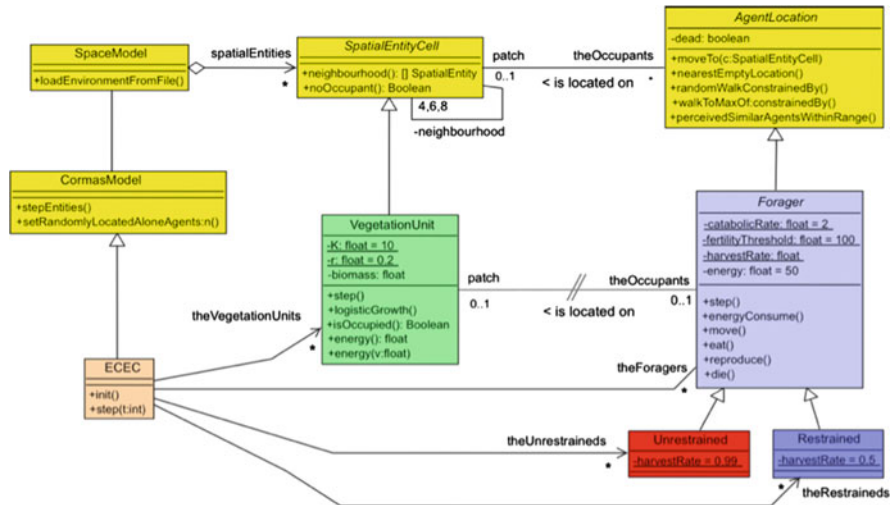 SpaceModel
+loadEnvironmentFromFile()
spatialEntities
*
SpatialEntityCell
+neighbourhood(): [] SpatialEntity
+noOccupant(): Boolean
4,6,8
-neighbourhood
patch
0..1
theOccupants
< is located on
*
AgentLocation
-dead: boolean
+moveTo(c:SpatialEntityCell)
+nearestEmptyLocation()
+randomWalkConstrainedBy()
+walkToMaxOf:constrainedBy()
+perceivedSimilarAgentsWithinRange()
CormasModel
+stepEntities()
+setRandomlyLocatedAloneAgents:n()
VegetationUnit
-K: float = 10
-r: float = 0.2
-biomass: float
+step()
+logisticGrowth()
+isOccupied(): Boolean
+energy(): float
+energy(v:float)
patch
0..1
theOccupants
0..1
< is located on
Forager
-catabolicRate: float = 2
-fertilityThreshold: float = 100
-harvestRate: float
-energy: float = 50
+step()
+energyConsume()
+move()
+eat()
+reproduce()
+die()
theVegetationUnits
*
ECEC
+init()
+step(t:int)
theForagers
*
theUnrestraineds
*
Unrestrained
-harvestRate = 0.99
Restrained
-harvestRate = 0.5
*
theRestraineds